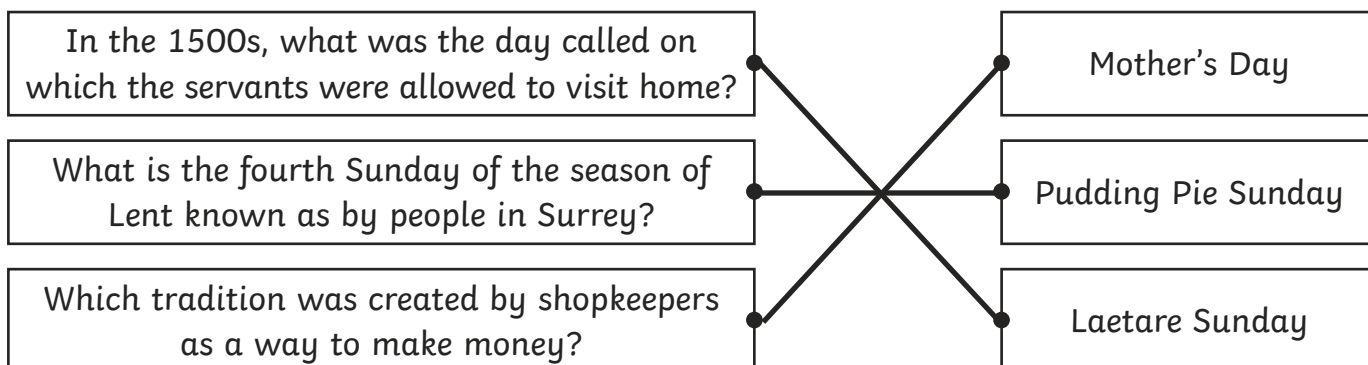 In the 1500s, what was the day called on
which the servants were allowed to visit home?
What is the fourth Sunday of the season of
Lent known as by people in Surrey?
Which tradition was created by shopkeepers
as a way to make money?
Mother's Day
Pudding Pie Sunday
Laetare Sunday